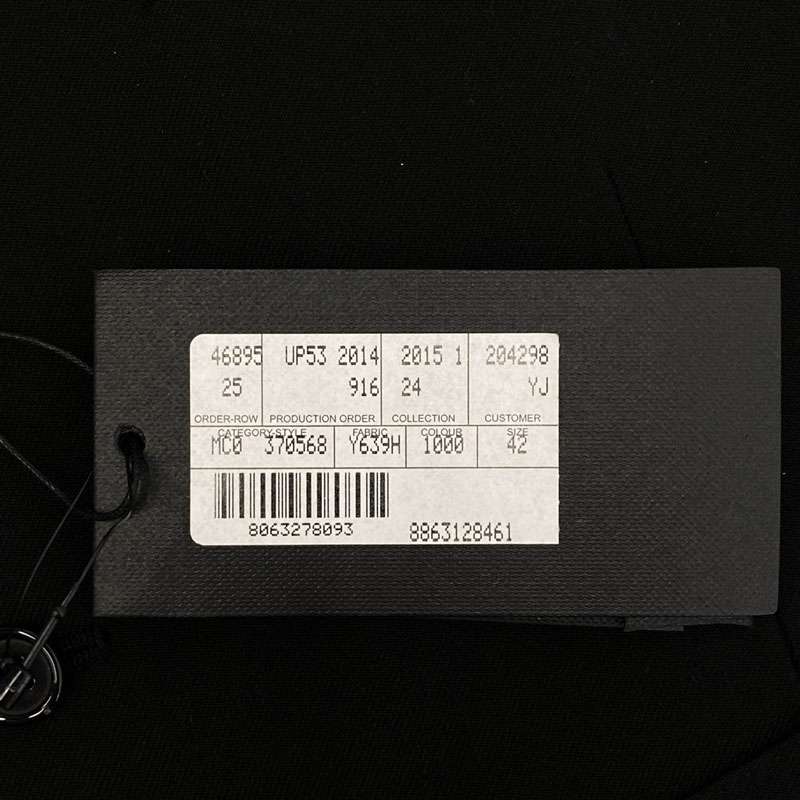 46895 UP53 2014 2015 1 204298
25 916 24 YJ
ORDER-ROW PRODUCTION ORDER COLLECTION CUSTOMER
CATEGORY-STYLE FABRIC COLOUR SIZE
MC0 370568 Y639H 1000 42
8063278093 8863128461